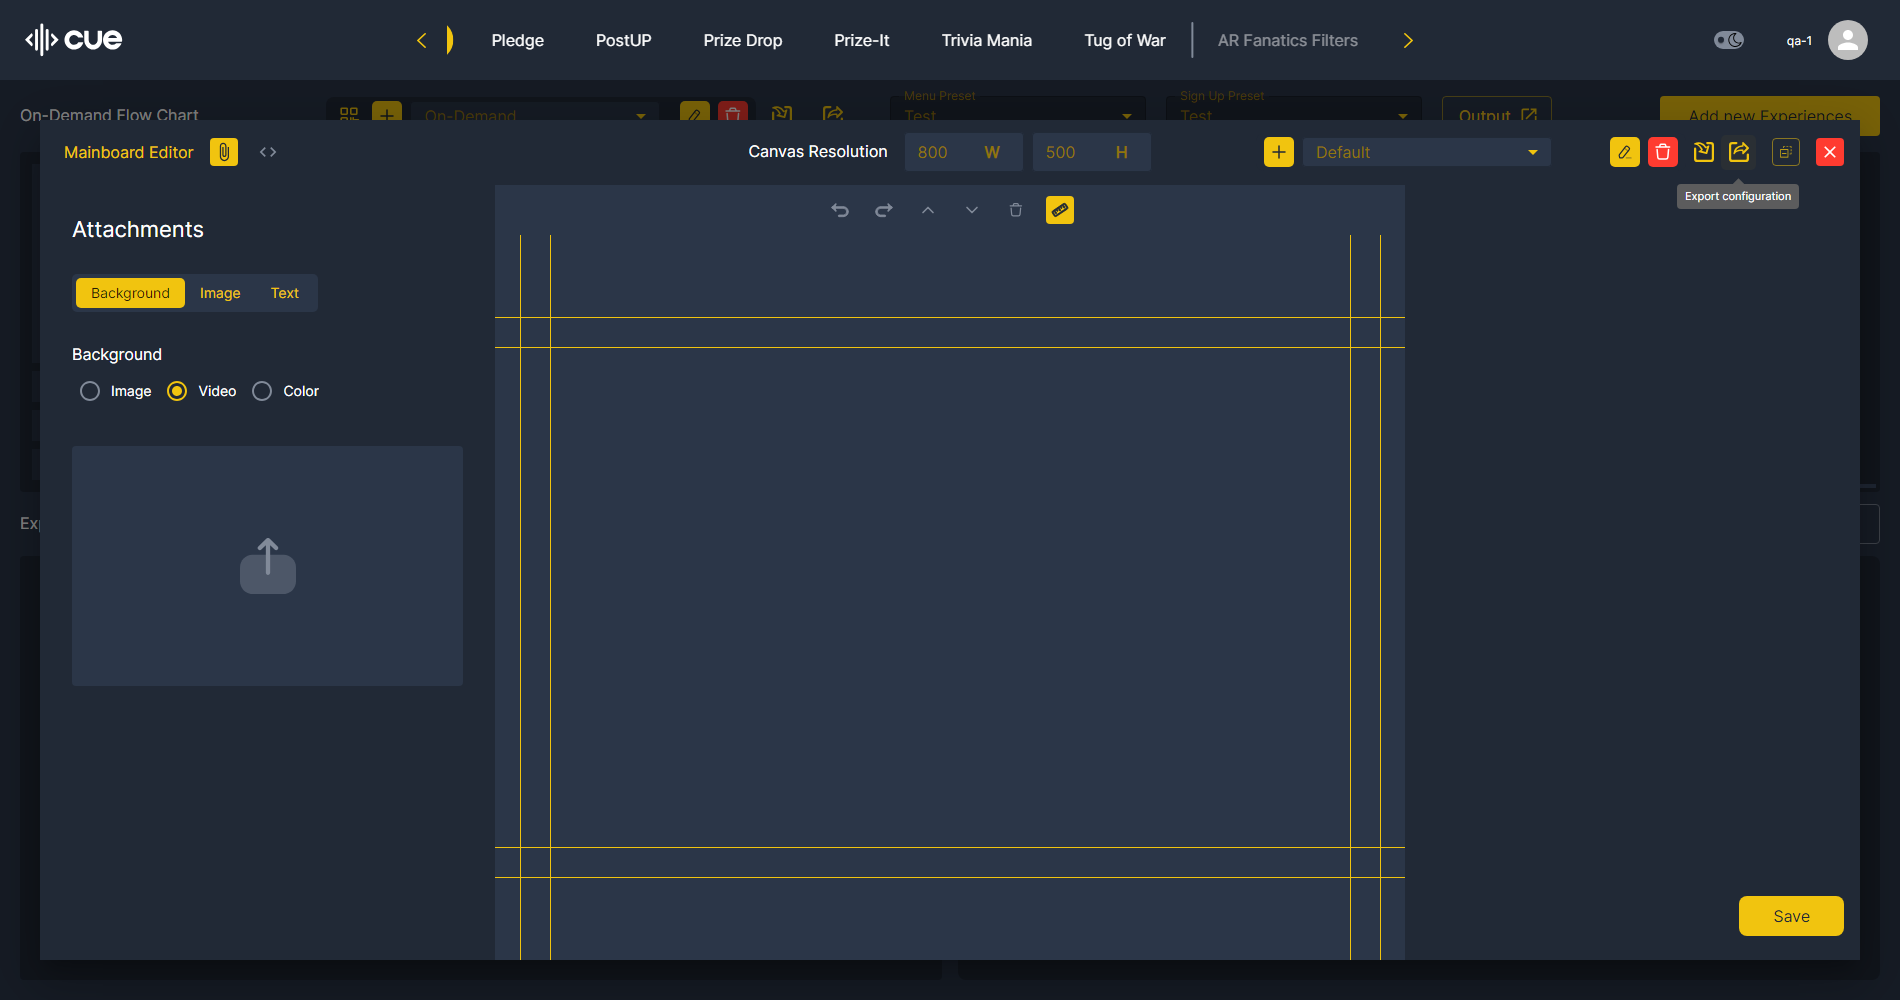 cue
Pledge
PostUP
Prize Drop
Prize-It
Trivia Mania
Tug of War
AR Fanatics Filters
qa-1
On-Demand Flow Chart
On-Demand
Menu Preset
Test
Sign Up Preset
Test
Output
Add new Experiences
Mainboard Editor
Canvas Resolution
800 W
500 H
Default
Export configuration
Attachments
Background
Image
Text
Background
Image
Video
Color
Save